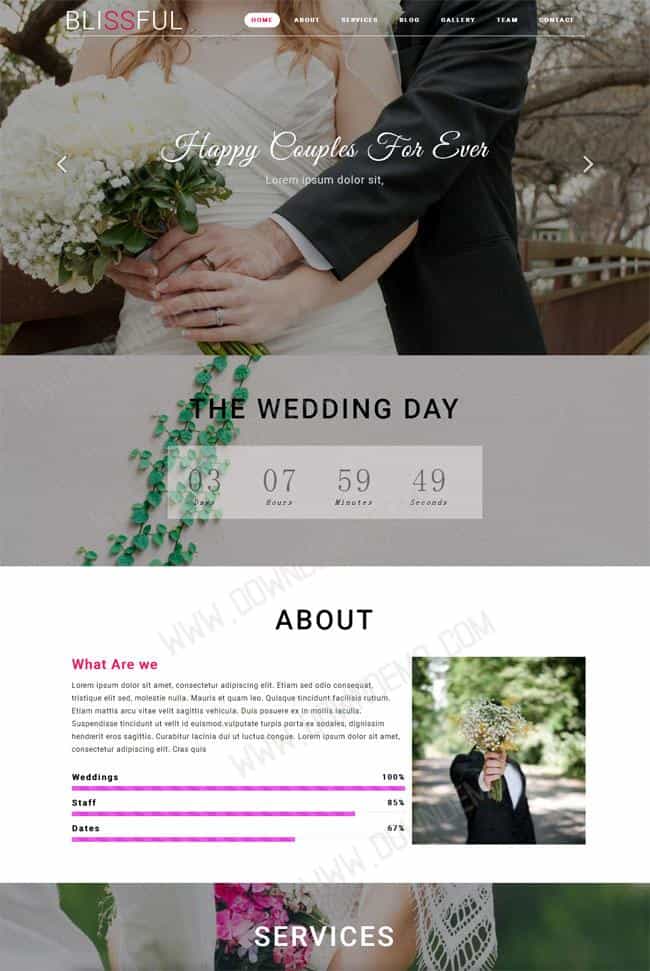 BLISSFUL
HOME ABOUT SERVICES BLOG GALLERY TEAM CONTACT
Happy Couples For Ever
Lorem ipsum dolor sit,
THE WEDDING DAY
03 07 59 49
Days Hours Minutes Seconds
ABOUT
What Are we
Lorem ipsum dolor sit amet, consectetur adipiscing elit. Etiam sed odio consequat,
tristique elit sed, molestie nulla. Mauris et quam leo. Quisque tincidunt facilisis rutrum.
Etiam mattis arcu vitae velit sagittis vehicula. Duis posuere ex in mollis iaculis.
Suspendisse tincidunt ut velit id euismod.vulputate turpis porta ex sodales, dignissim
hendrerit eros sagittis. Curabitur lacinia dui ut luctus congue. Lorem ipsum dolor sit amet,
consectetur adipiscing elit. Cras quis
Weddings 100%
Staff 85%
Dates 67%
SERVICES